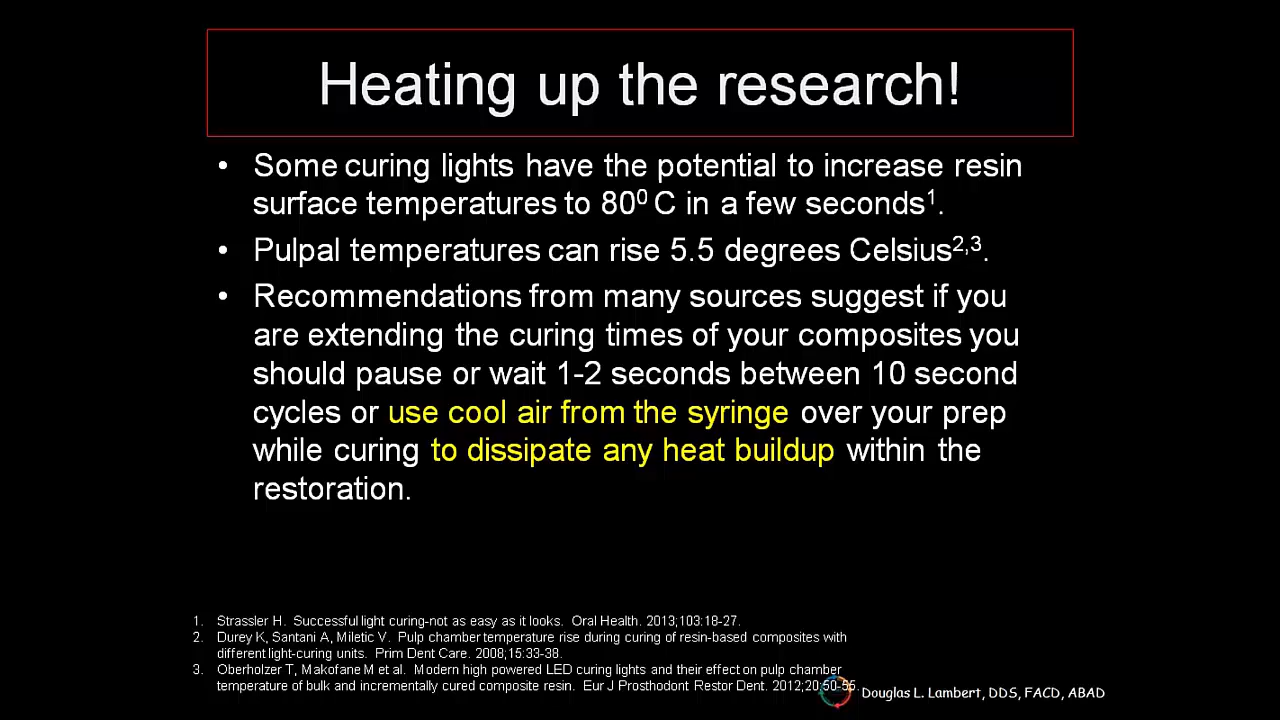 Heating up the research!
• Some curing lights have the potential to increase resin
surface temperatures to 80⁰ C in a few seconds¹.
• Pulpal temperatures can rise 5.5 degrees Celsius²,³.
• Recommendations from many sources suggest if you
are extending the curing times of your composites you
should pause or wait 1-2 seconds between 10 second
cycles or use cool air from the syringe over your prep
while curing to dissipate any heat buildup within the
restoration.
1. Strassler H. Successful light curing-not as easy as it looks. Oral Health. 2013;103:18-27.
2. Durey K, Santani A, Miletic V. Pulp chamber temperature rise during curing of resin-based composites with
different light-curing units. Prim Dent Care. 2008;15:33-38.
3. Oberholzer T, Makofane M et al. Modern high powered LED curing lights and their effect on pulp chamber
temperature of bulk and incrementally cured composite resin. Eur J Prosthodont Restor Dent. 2012;20:50-55.
Douglas L. Lambert, DDS, FACD, ABAD